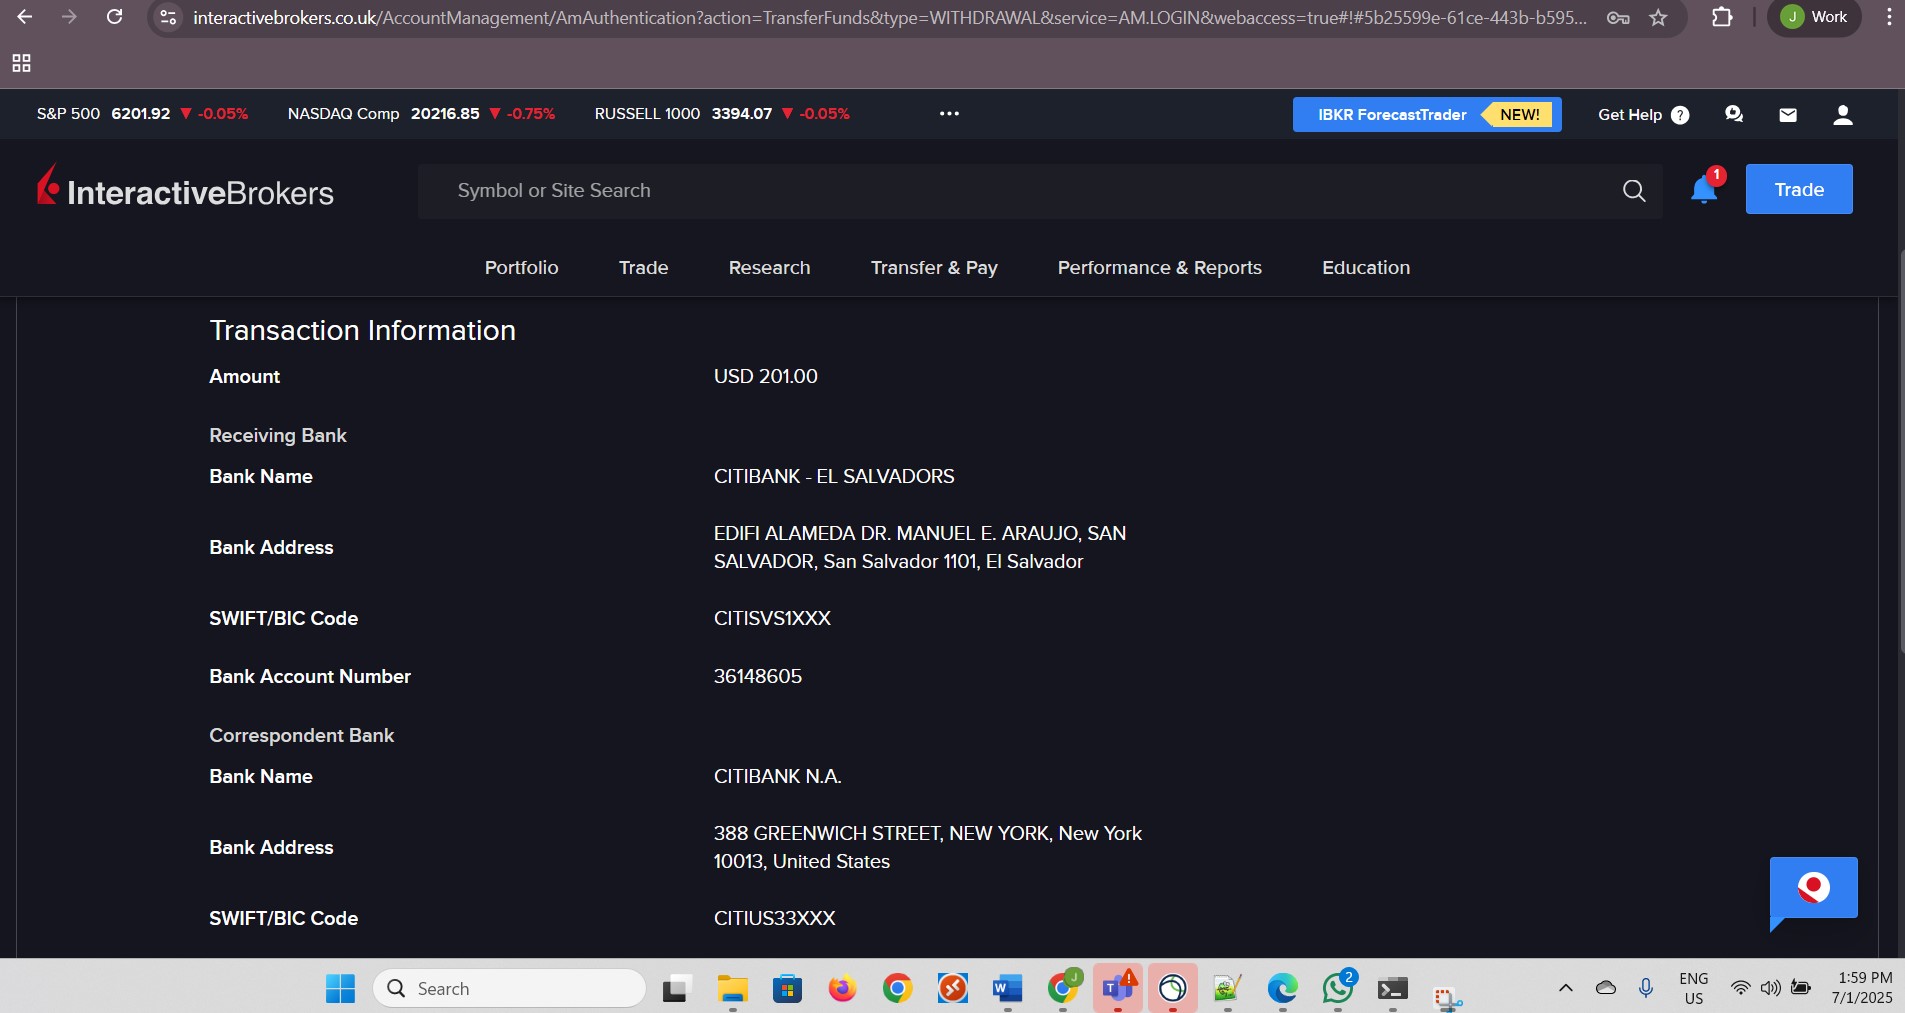 interactivebrokers.co.uk/AccountManagement/AmAuthentication?action=TransferFunds&type=WITHDRAWAL&service=AM.LOGIN&webaccess=true#!#5b25599e-61ce-443b-b595...
J Work
S&P 500 6201.92 ▼ -0.05% NASDAQ Comp 20216.85 ▼ -0.75% RUSSELL 1000 3394.07 ▼ -0.05% ••• IBKR ForecastTrader NEW! Get Help ?
InteractiveBrokers Symbol or Site Search 1 Trade
Portfolio Trade Research Transfer & Pay Performance & Reports Education
Transaction Information
Amount USD 201.00
Receiving Bank
Bank Name CITIBANK - EL SALVADORS
Bank Address EDIFI ALAMEDA DR. MANUEL E. ARAUJO, SAN
SALVADOR, San Salvador 1101, El Salvador
SWIFT/BIC Code CITISVS1XXX
Bank Account Number 36148605
Correspondent Bank
Bank Name CITIBANK N.A.
Bank Address 388 GREENWICH STREET, NEW YORK, New York
10013, United States
SWIFT/BIC Code CITIUS33XXX
Search W J T 2 ENG
US
1:59 PM
7/1/2025